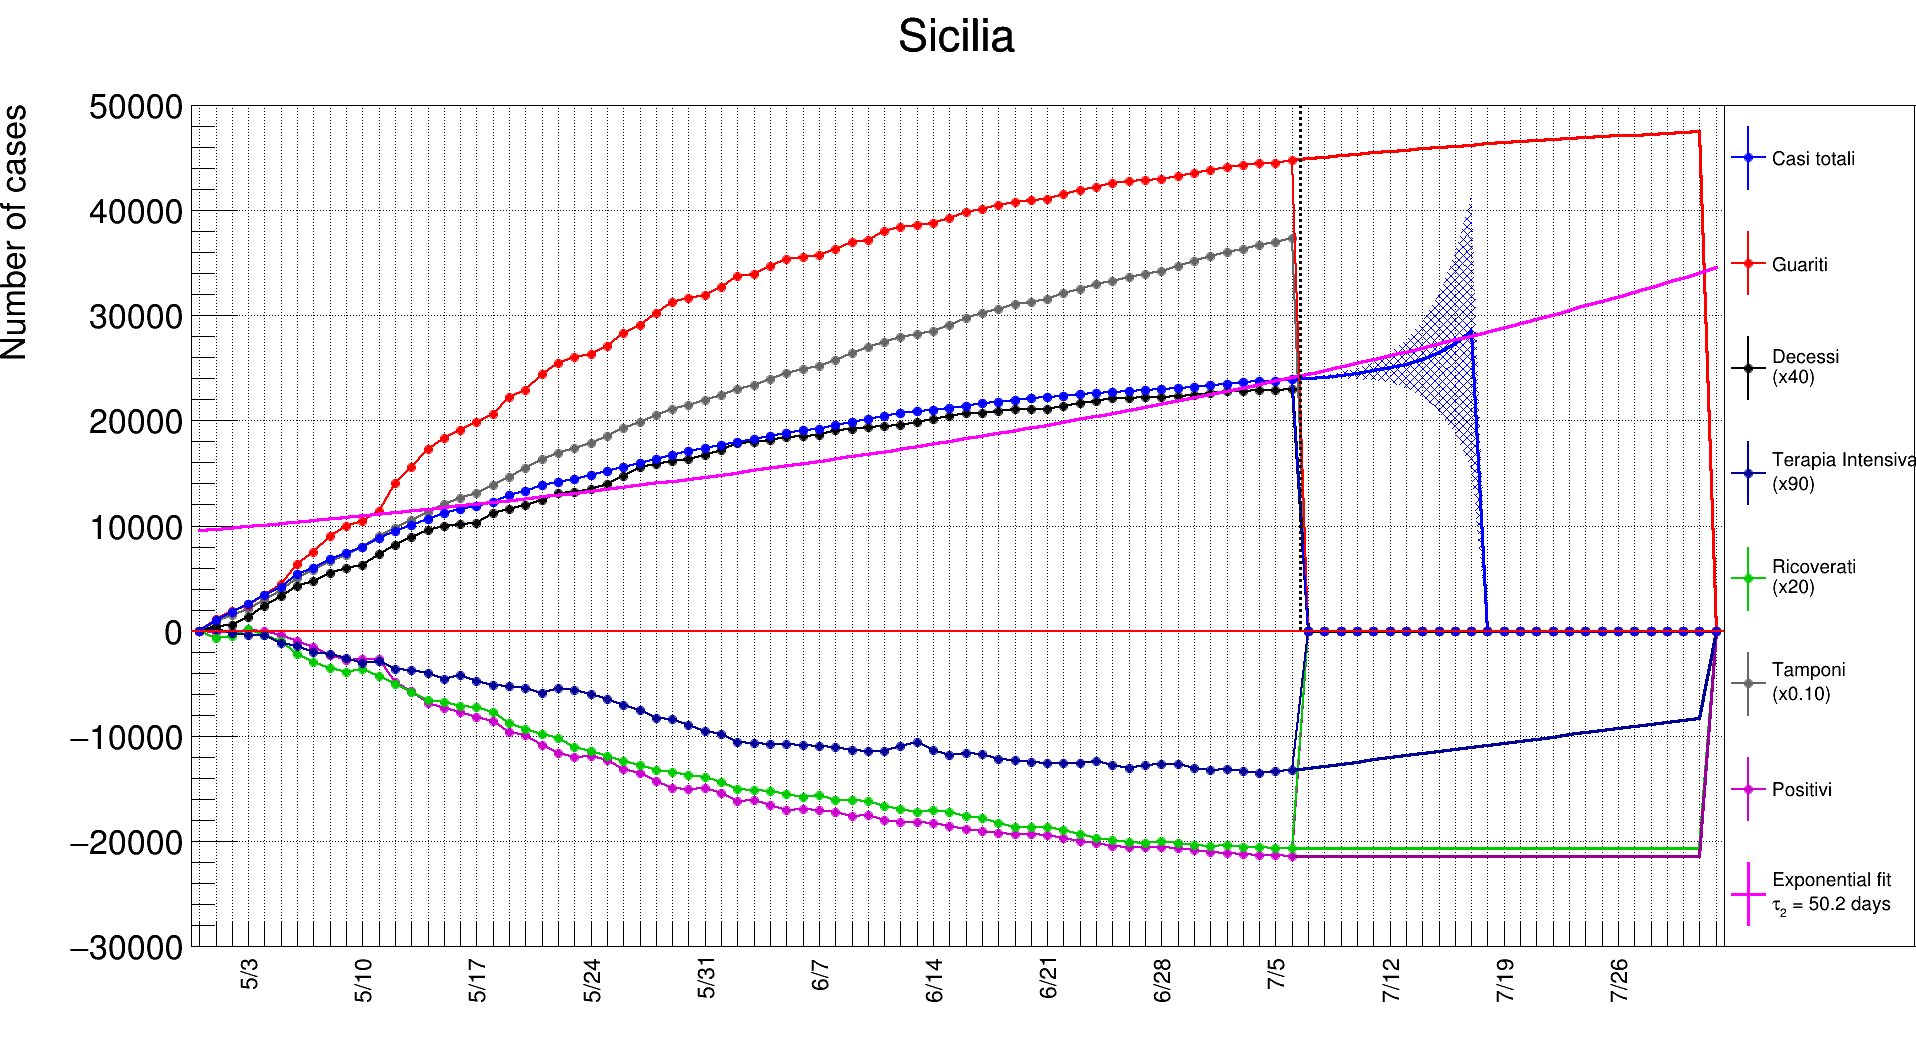 Sicilia
Number of cases
50000
40000
30000
20000
10000
0
−10000
−20000
−30000
5/3
5/10
5/17
5/24
5/31
6/7
6/14
6/21
6/28
7/5
7/12
7/19
7/26
Casi totali
Guariti
Decessi
(x40)
Terapia Intensiva
(x90)
Ricoverati
(x20)
Tamponi
(x0.10)
Positivi
Exponential fit
τ2 = 50.2 days